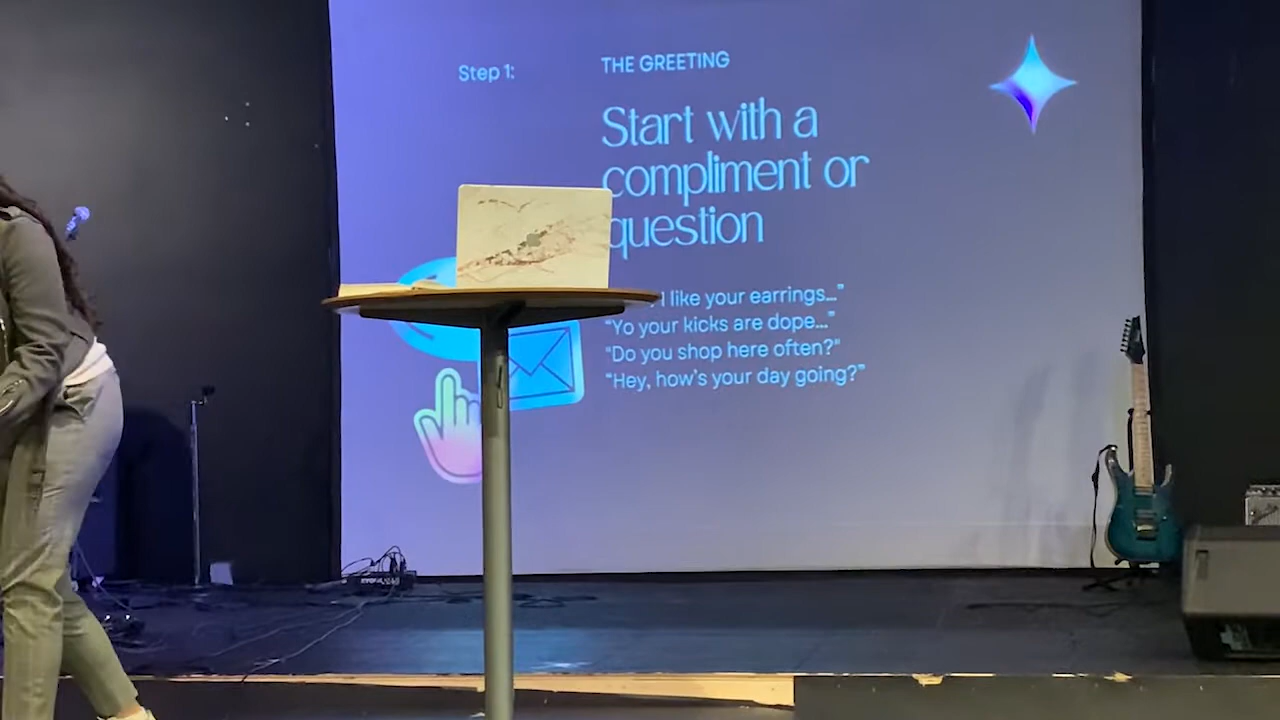 Step 1:
THE GREETING
Start with a
compliment or
question
I like your earrings..."
"Yo your kicks are dope..."
"Do you shop here often?"
"Hey, how's your day going?"